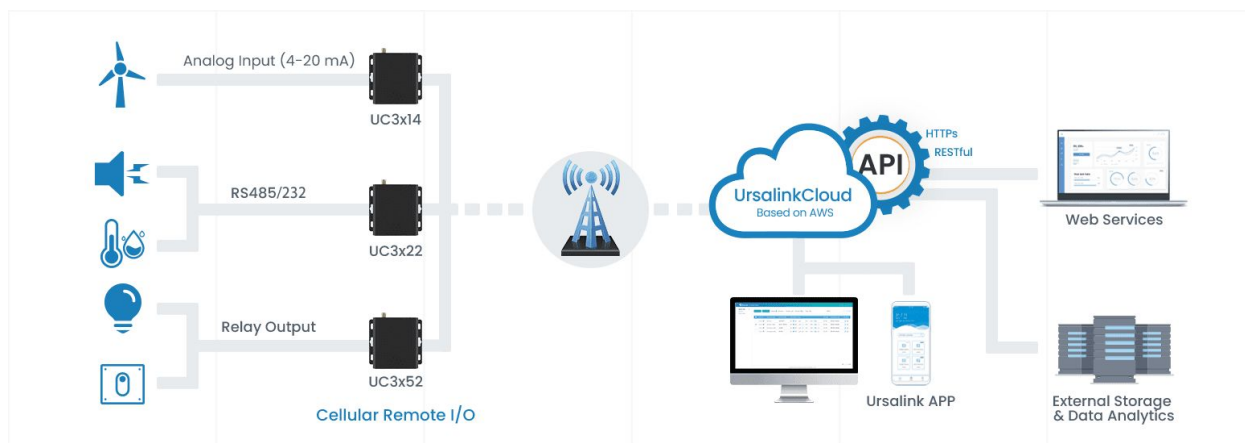 Analog Input (4-20 mA)
UC3x14
RS485/232
UC3x22
Relay Output
UC3x52
Cellular Remote I/O
UrsalinkCloud
Based on AWS
API
HTTPs
RESTful
Ursalink APP
Web Services
External Storage
& Data Analytics